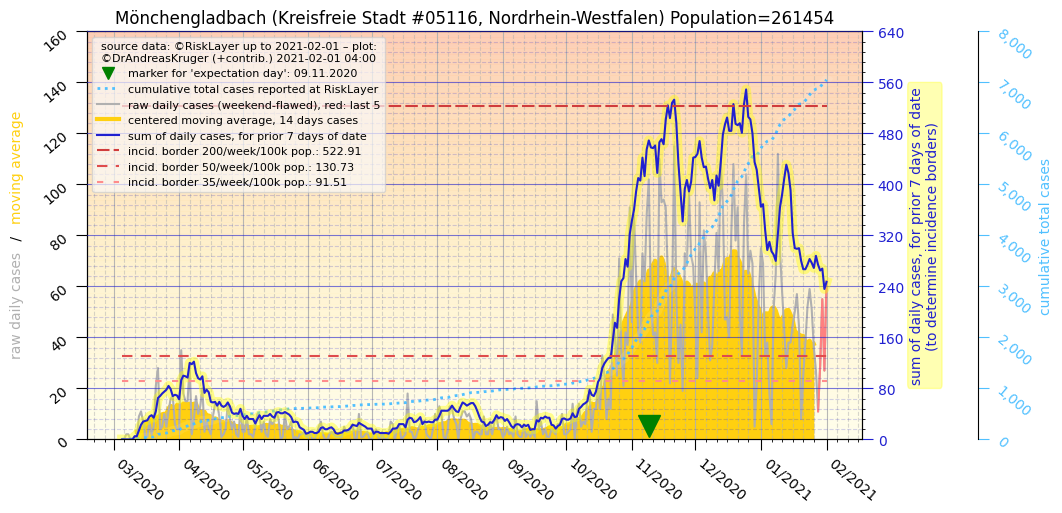 Mönchengladbach (Kreisfreie Stadt #05116, Nordrhein-Westfalen) Population=261454
source data: ©RiskLayer up to 2021-02-01 – plot:
©DrAndreasKruger (+contrib.) 2021-02-01 04:00
marker for 'expectation day': 09.11.2020
cumulative total cases reported at RiskLayer
raw daily cases (weekend-flawed), red: last 5
centered moving average, 14 days cases
sum of daily cases, for prior 7 days of date
incid. border 200/week/100k pop.: 522.91
incid. border 50/week/100k pop.: 130.73
incid. border 35/week/100k pop.: 91.51
raw daily cases / moving average
160
140
120
100
80
60
40
20
0
03/2020
04/2020
05/2020
06/2020
07/2020
08/2020
09/2020
10/2020
11/2020
12/2020
01/2021
02/2021
640
560
480
400
320
240
160
80
0
sum of daily cases, for prior 7 days of date
(to determine incidence borders)
8,000
7,000
6,000
5,000
4,000
3,000
2,000
1,000
0
cumulative total cases